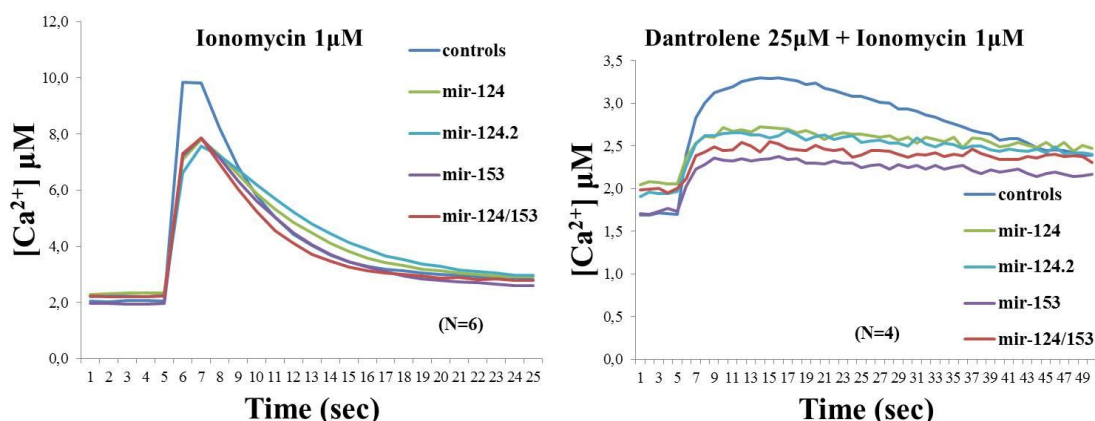 Ionomycin 1µM
[Ca2+] µM
12,0
10,0
8,0
6,0
4,0
2,0
0,0
controls
mir-124
mir-124.2
mir-153
mir-124/153
(N=6)
1 2 3 4 5 6 7 8 9 10 11 12 13 14 15 16 17 18 19 20 21 22 23 24 25
Time (sec)
Dantrolene 25µM + Ionomycin 1µM
[Ca2+] µM
3,5
3,0
2,5
2,0
1,5
1,0
0,5
0,0
controls
mir-124
mir-124.2
mir-153
mir-124/153
(N=4)
1 3 5 7 9 11 13 15 17 19 21 23 25 27 29 31 33 35 37 39 41 43 45 47 49
Time (sec)